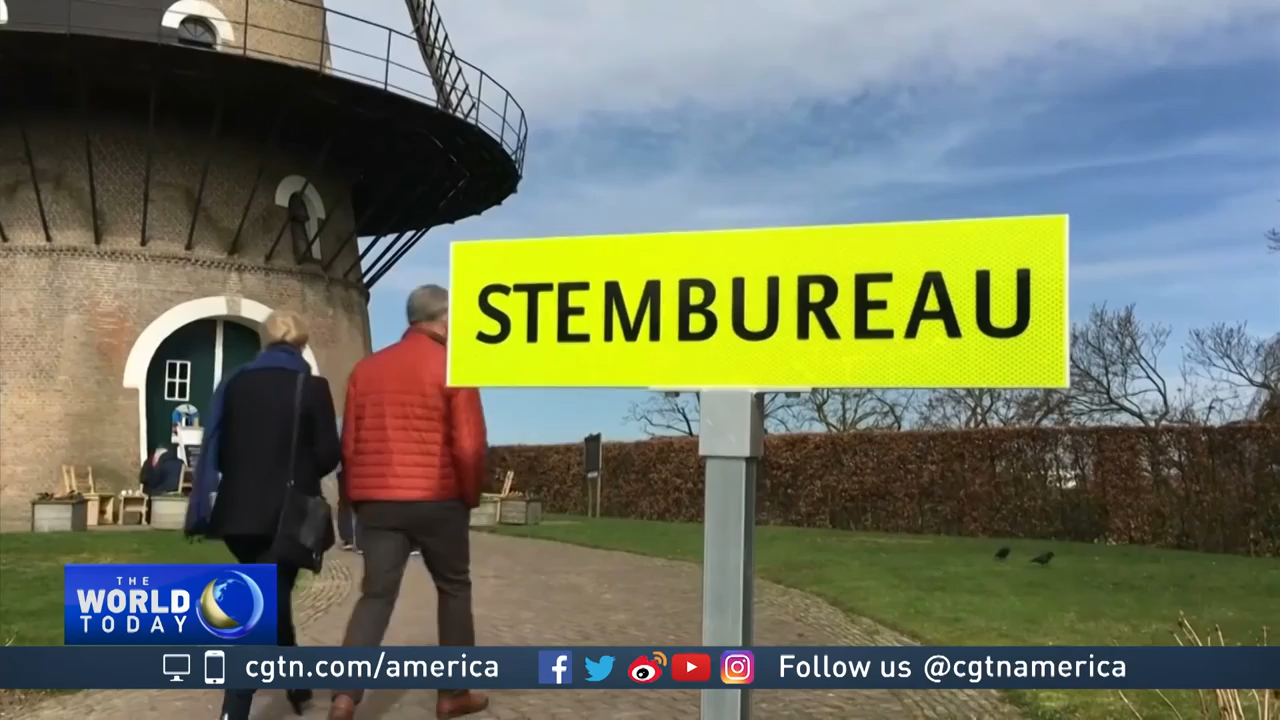 STEMBUREAU
THE
WORLD
TODAY
cgtn.com/america
Follow us @cgtnamerica